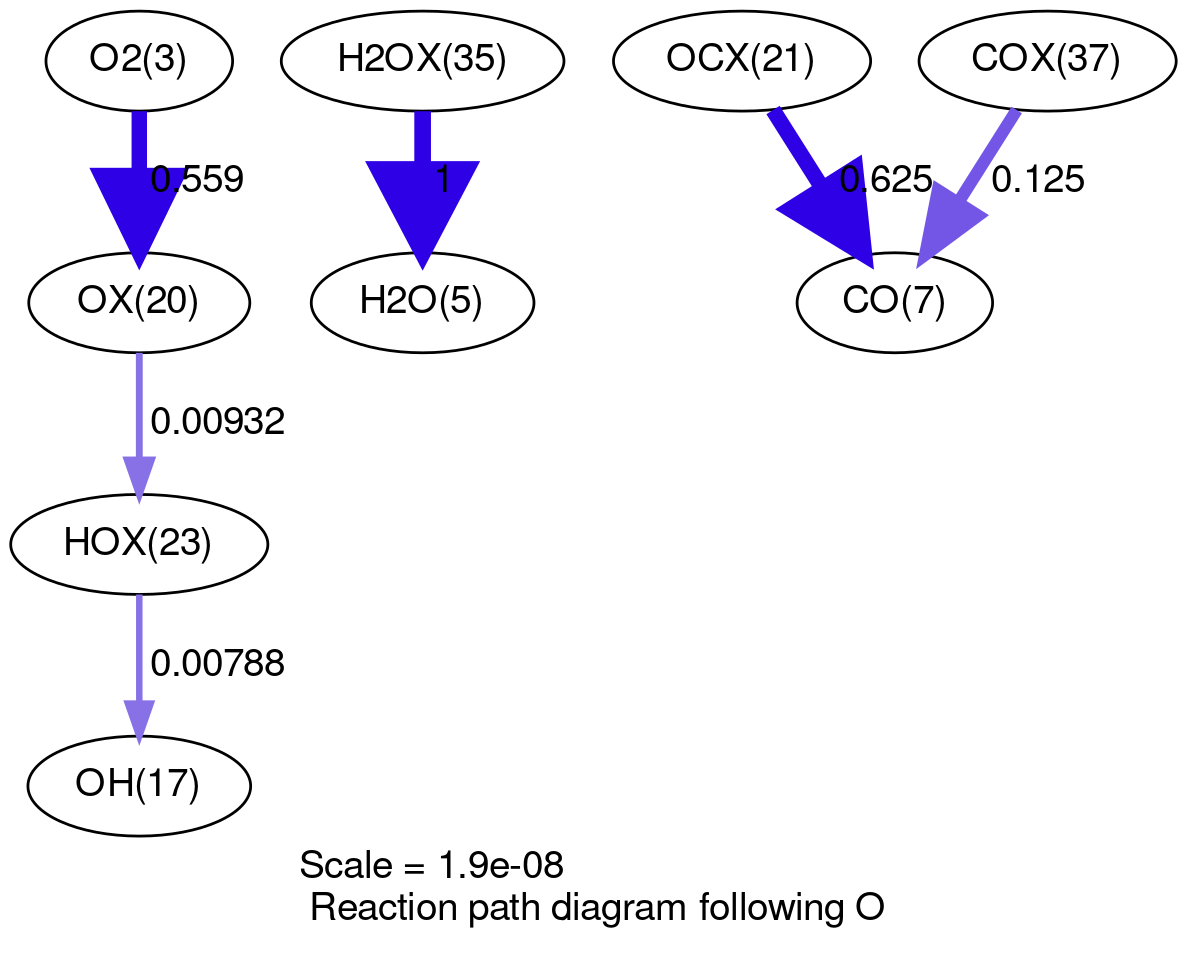 O2(3)
H2OX(35)
OCX(21)
COX(37)
0.559
1
0.625
0.125
OX(20)
H2O(5)
CO(7)
0.00932
HOX(23)
0.00788
OH(17)
Scale = 1.9e-08
Reaction path diagram following O